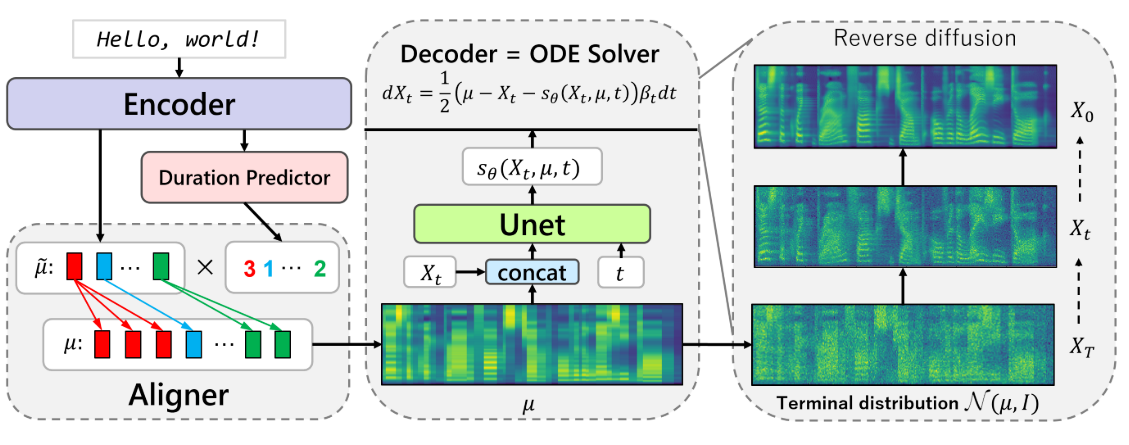 Hello, world!
Encoder
Duration Predictor
μ̃: ⋯ × 3 1 ⋯ 2
μ: ⋯
Aligner
Decoder = ODE Solver
dX_t = 1/2 (μ − X_t − s_θ(X_t, μ, t))β_t dt
s_θ(X_t, μ, t)
Unet
X_t concat t
μ
Reverse diffusion
X_0
X_t
X_T
Terminal distribution 𝒩(μ, I)